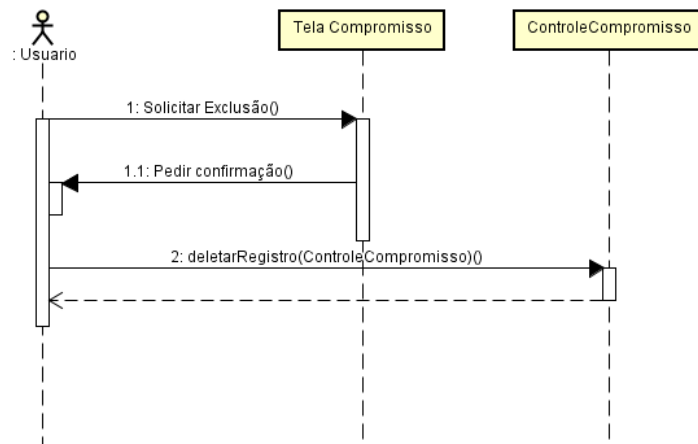 : Usuario
Tela Compromisso
ControleCompromisso
1: Solicitar Exclusão()
1.1: Pedir confirmação()
2: deletarRegistro(ControleCompromisso)()